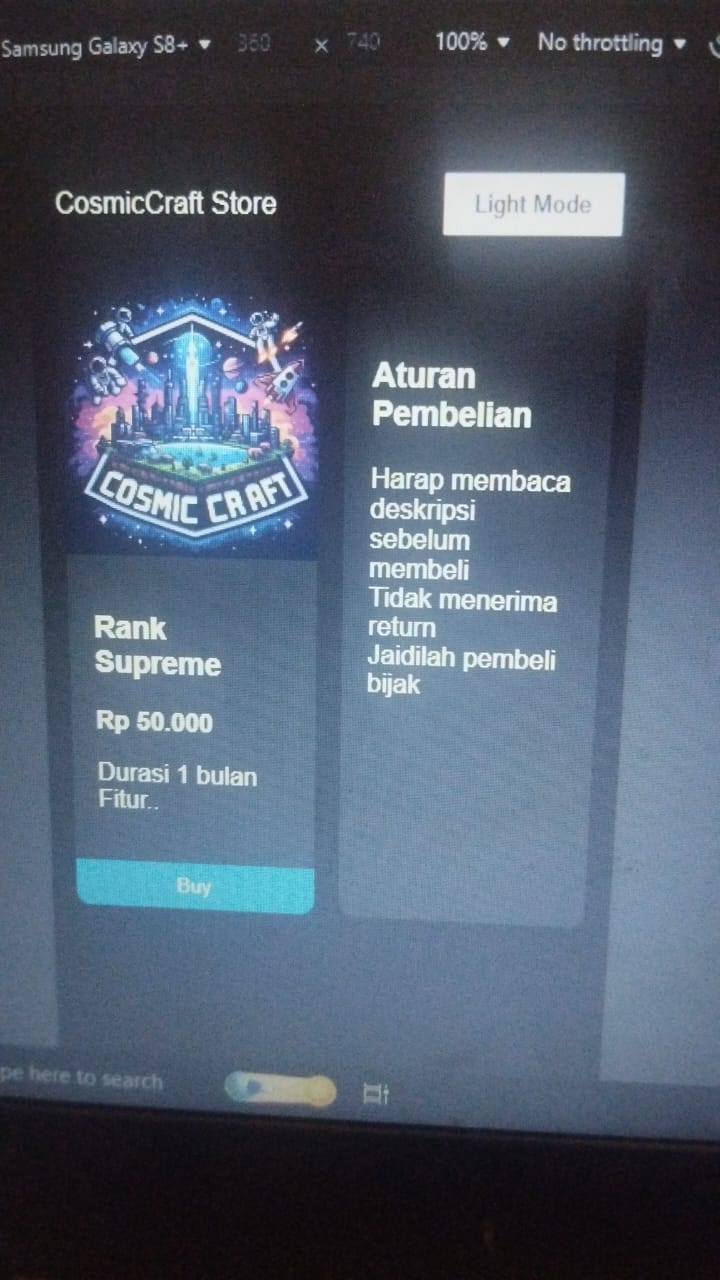 Samsung Galaxy S8+ 360 x 740 100% No throttling
CosmicCraft Store
Light Mode
COSMIC CRAFT
Rank
Supreme
Rp 50.000
Durasi 1 bulan
Fitur..
Buy
Aturan
Pembelian
Harap membaca
deskripsi
sebelum
membeli
Tidak menerima
return
Jaidilah pembeli
bijak
pe here to search